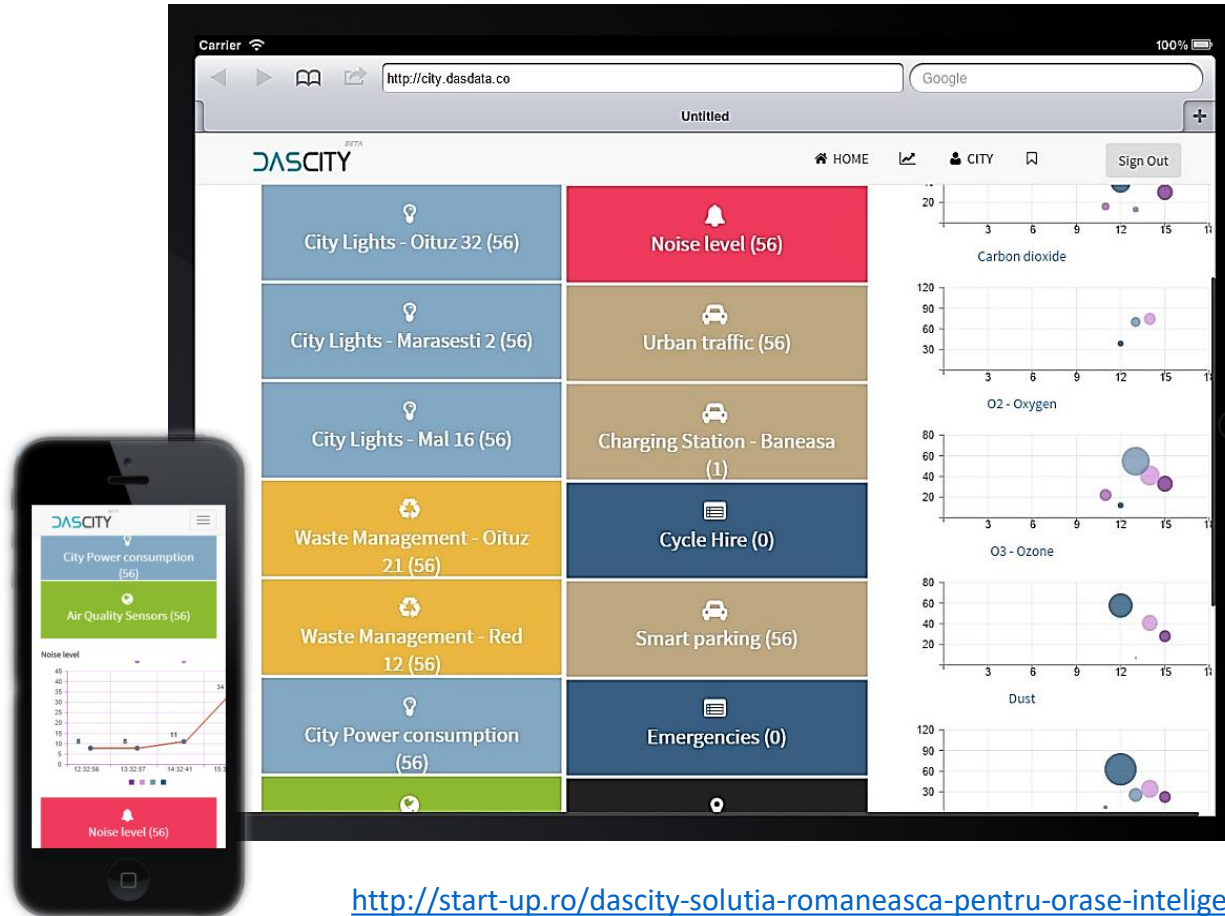 Carrier
100%
http://city.dasdata.co
Google
Untitled
+
DASCITY BETA
HOME
CITY
Sign Out
City Lights - Oituz 32 (56)
City Lights - Marasesti 2 (56)
City Lights - Mal 16 (56)
Waste Management - Oituz
21 (56)
Waste Management - Red
12 (56)
City Power consumption
(56)
Noise level (56)
Urban traffic (56)
Charging Station - Baneasa
(1)
Cycle Hire (0)
Smart parking (56)
Emergencies (0)
20
3 6 9 12 15
Carbon dioxide
120
90
60
30
3 6 9 12 15
O2 - Oxygen
80
60
40
20
3 6 9 12 15
O3 - Ozone
80
60
40
20
3 6 9 12 15
Dust
120
90
60
30
DASCITY
City Power consumption
(56)
Air Quality Sensors (56)
Noise level
45
40
35
34
30
25
20
15
10
5
0
8 8 11
12:32:56 13:32:57 14:32:41 15:3
Noise level (56)
http://start-up.ro/dascity-solutia-romaneasca-pentru-orase-intelige